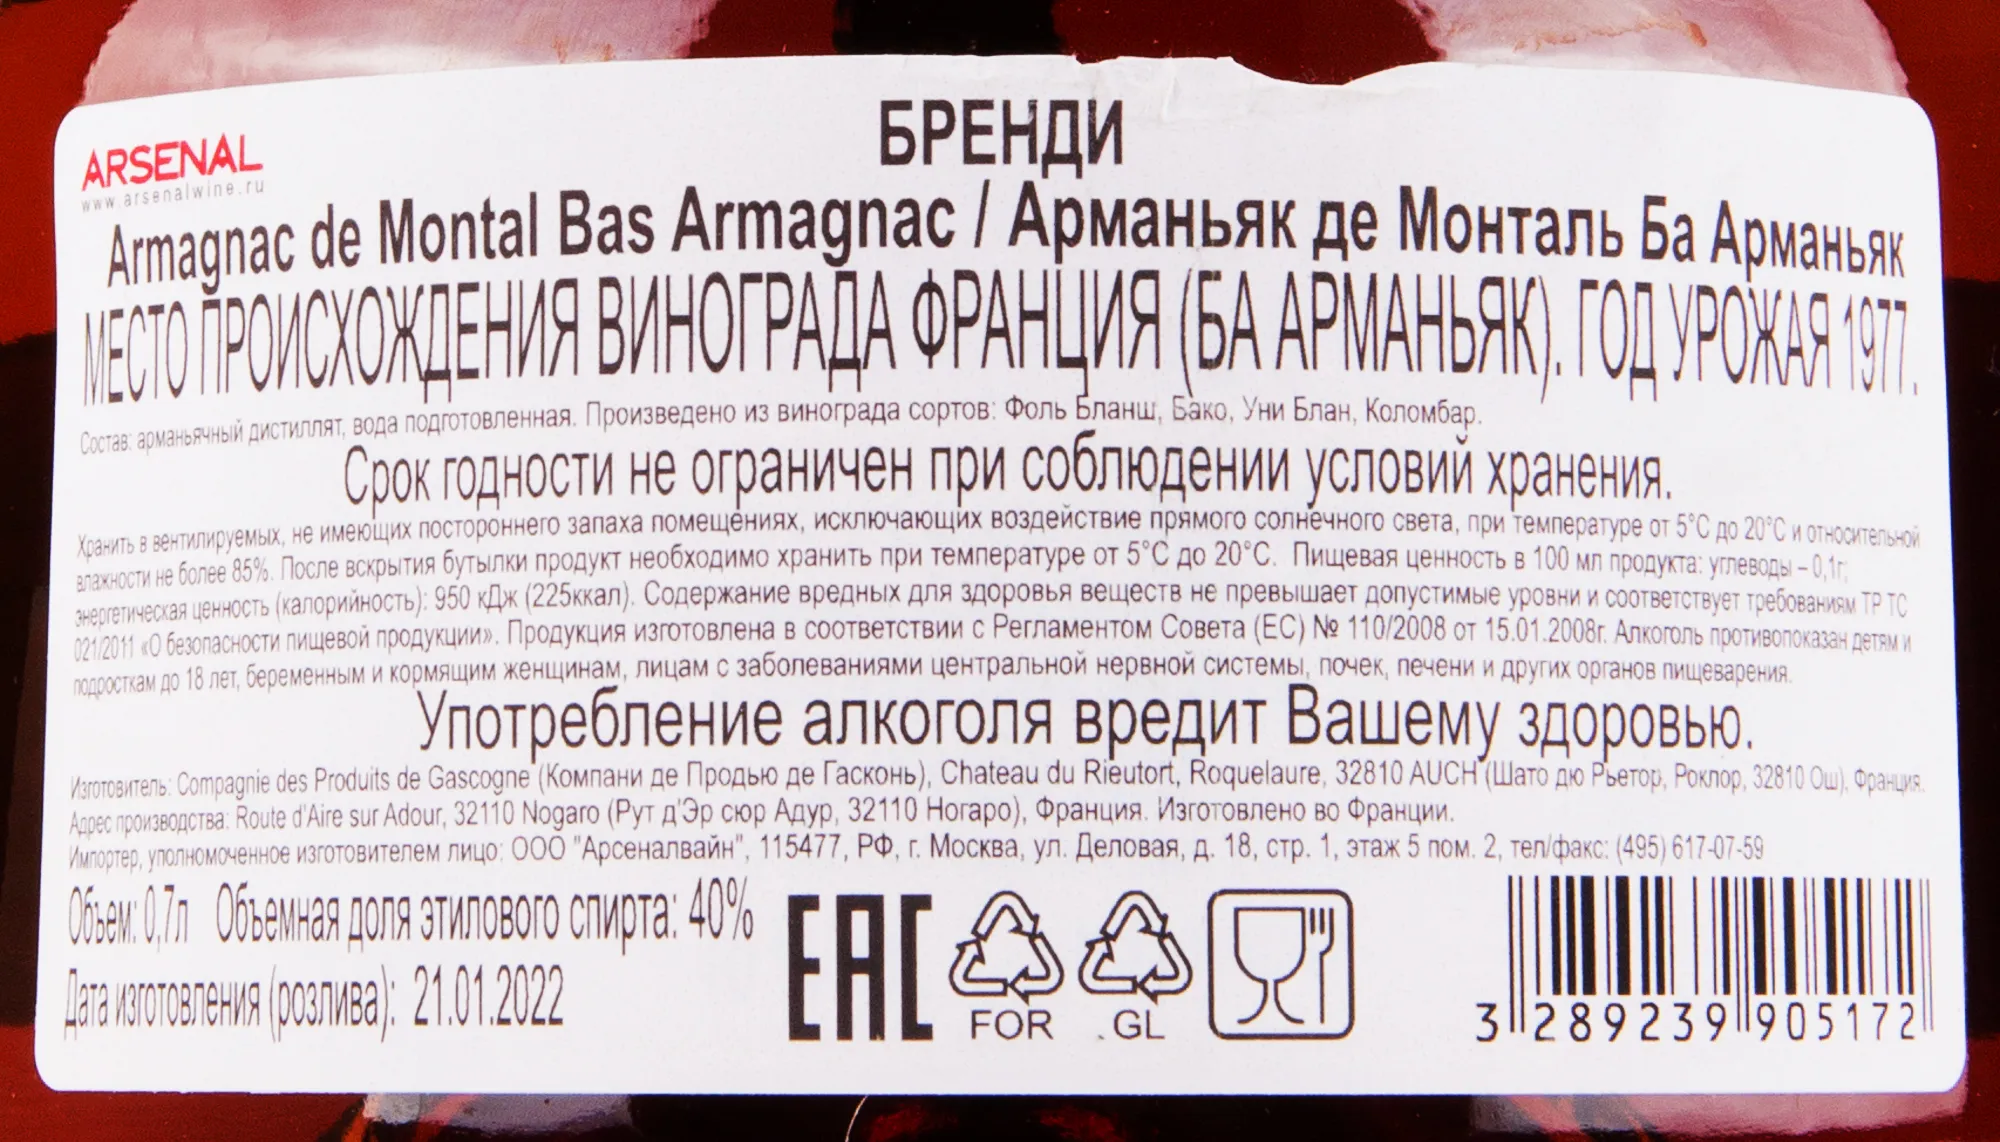 БРЕНДИ
ARSENAL
www.arsenalwine.ru
Armagnac de Montal Bas Armagnac / Арманьяк де Монталь Ба Арманьяк
МЕСТО ПРОИСХОЖДЕНИЯ ВИНОГРАДА ФРАНЦИЯ (БА АРМАНЬЯК). ГОД УРОЖАЯ 1977.
Состав: арманьячный дистиллят, вода подготовленная. Произведено из винограда сортов: Фоль Бланш, Бако, Уни Блан, Коломбар.
Срок годности не ограничен при соблюдении условий хранения.
Хранить в вентилируемых, не имеющих постороннего запаха помещениях, исключающих воздействие прямого солнечного света, при температуре от 5°С до 20°С и относительной
влажности не более 85%. После вскрытия бутылки продукт необходимо хранить при температуре от 5°С до 20°С. Пищевая ценность в 100 мл продукта: углеводы – 0,1г;
энергетическая ценность (калорийность): 950 кДж (225ккал). Содержание вредных для здоровья веществ не превышает допустимые уровни и соответствует требованиям ТР ТС
021/2011 «О безопасности пищевой продукции». Продукция изготовлена в соответствии с Регламентом Совета (ЕС) № 110/2008 от 15.01.2008г. Алкоголь противопоказан детям и
подросткам до 18 лет, беременным и кормящим женщинам, лицам с заболеваниями центральной нервной системы, почек, печени и других органов пищеварения.
Употребление алкоголя вредит Вашему здоровью.
Изготовитель: Compagnie des Produits de Gascogne (Компани де Продью де Гасконь), Chateau du Rieutort, Roquelaure, 32810 AUCH (Шато дю Рьетор, Роклор, 32810 Ош), Франция.
Адрес производства: Route d'Aire sur Adour, 32110 Nogaro (Рут д'Эр сюр Адур, 32110 Ногаро), Франция. Изготовлено во Франции.
Импортер, уполномоченное изготовителем лицо: ООО "Арсеналвайн", 115477, РФ, г. Москва, ул. Деловая, д. 18, стр. 1, этаж 5 пом. 2, тел/факс: (495) 617-07-59
Объем: 0,7л Объемная доля этилового спирта: 40%
Дата изготовления (розлива): 21.01.2022
EAC
FOR
.GL
3 289239 905172